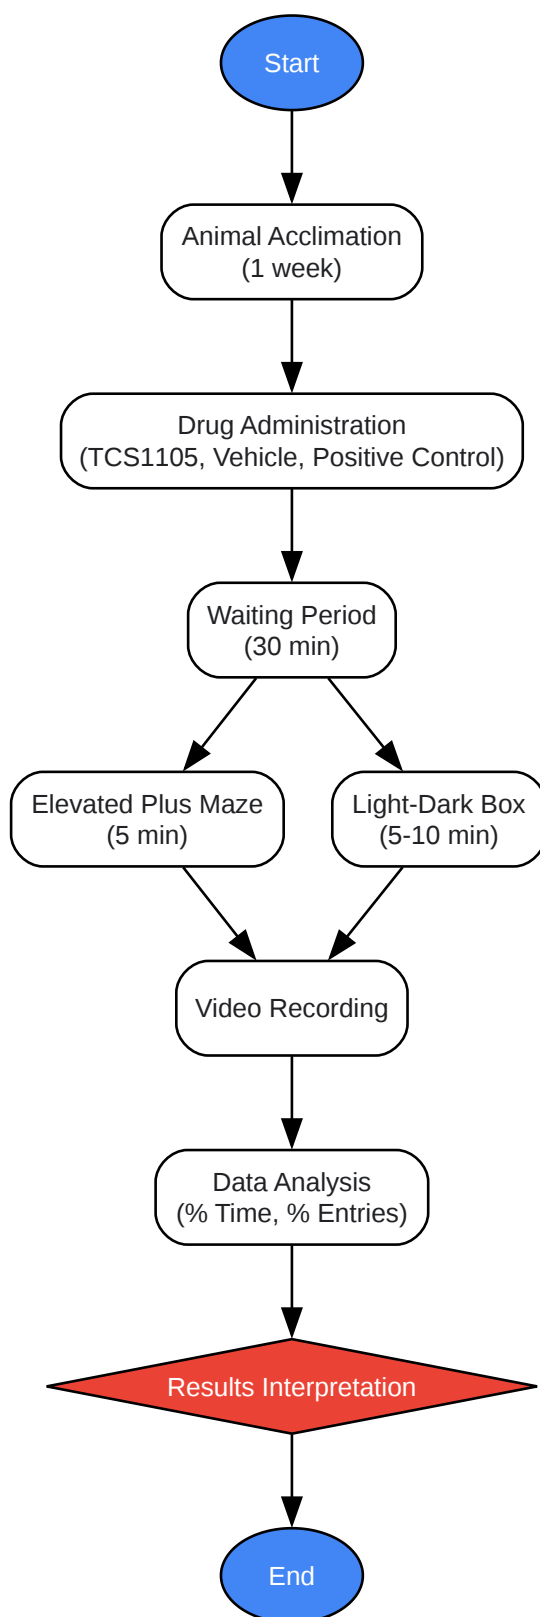 Start
Animal Acclimation
(1 week)
Drug Administration
(TCS1105, Vehicle, Positive Control)
Waiting Period
(30 min)
Elevated Plus Maze
(5 min)
Light-Dark Box
(5-10 min)
Video Recording
Data Analysis
(% Time, % Entries)
Results Interpretation
End